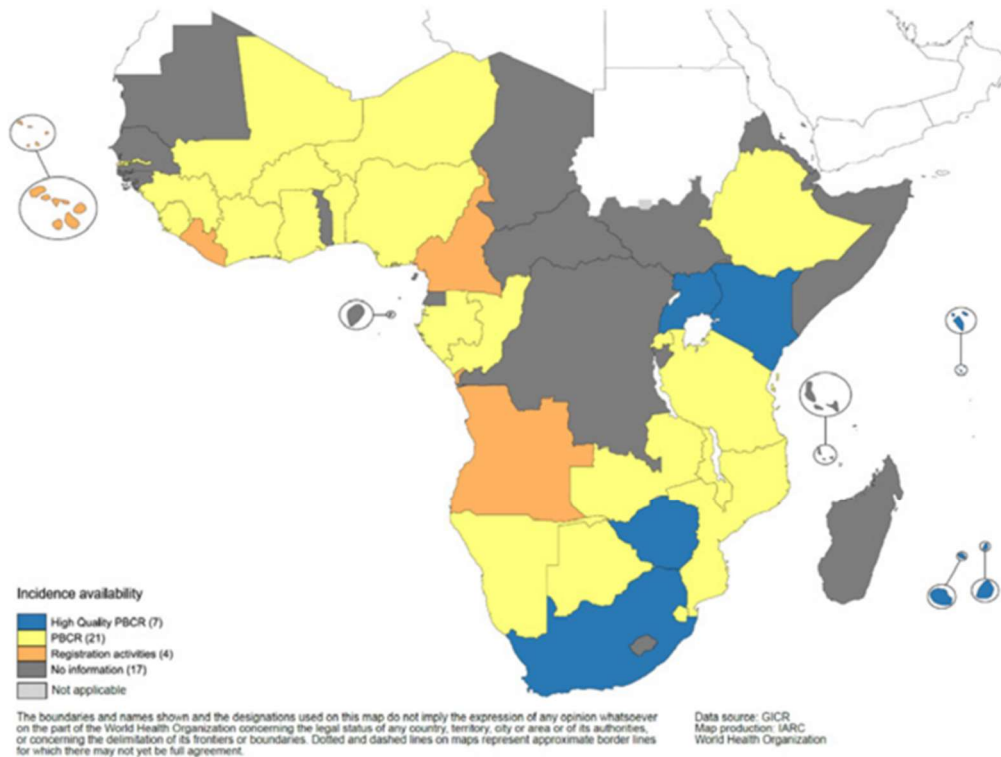 Incidence availability
High Quality PBCR (7)
PBCR (21)
Registration activities (4)
No information (17)
Not applicable
The boundaries and names shown and the designations used on this map do not imply the expression of any opinion whatsoever
on the part of the World Health Organization concerning the legal status of any country, territory, city or area or of its authorities,
or concerning the delimitation of its frontiers or boundaries. Dotted and dashed lines on maps represent approximate border lines
for which there may not yet be full agreement.
Data source: GICR
Map production: IARC
World Health Organization